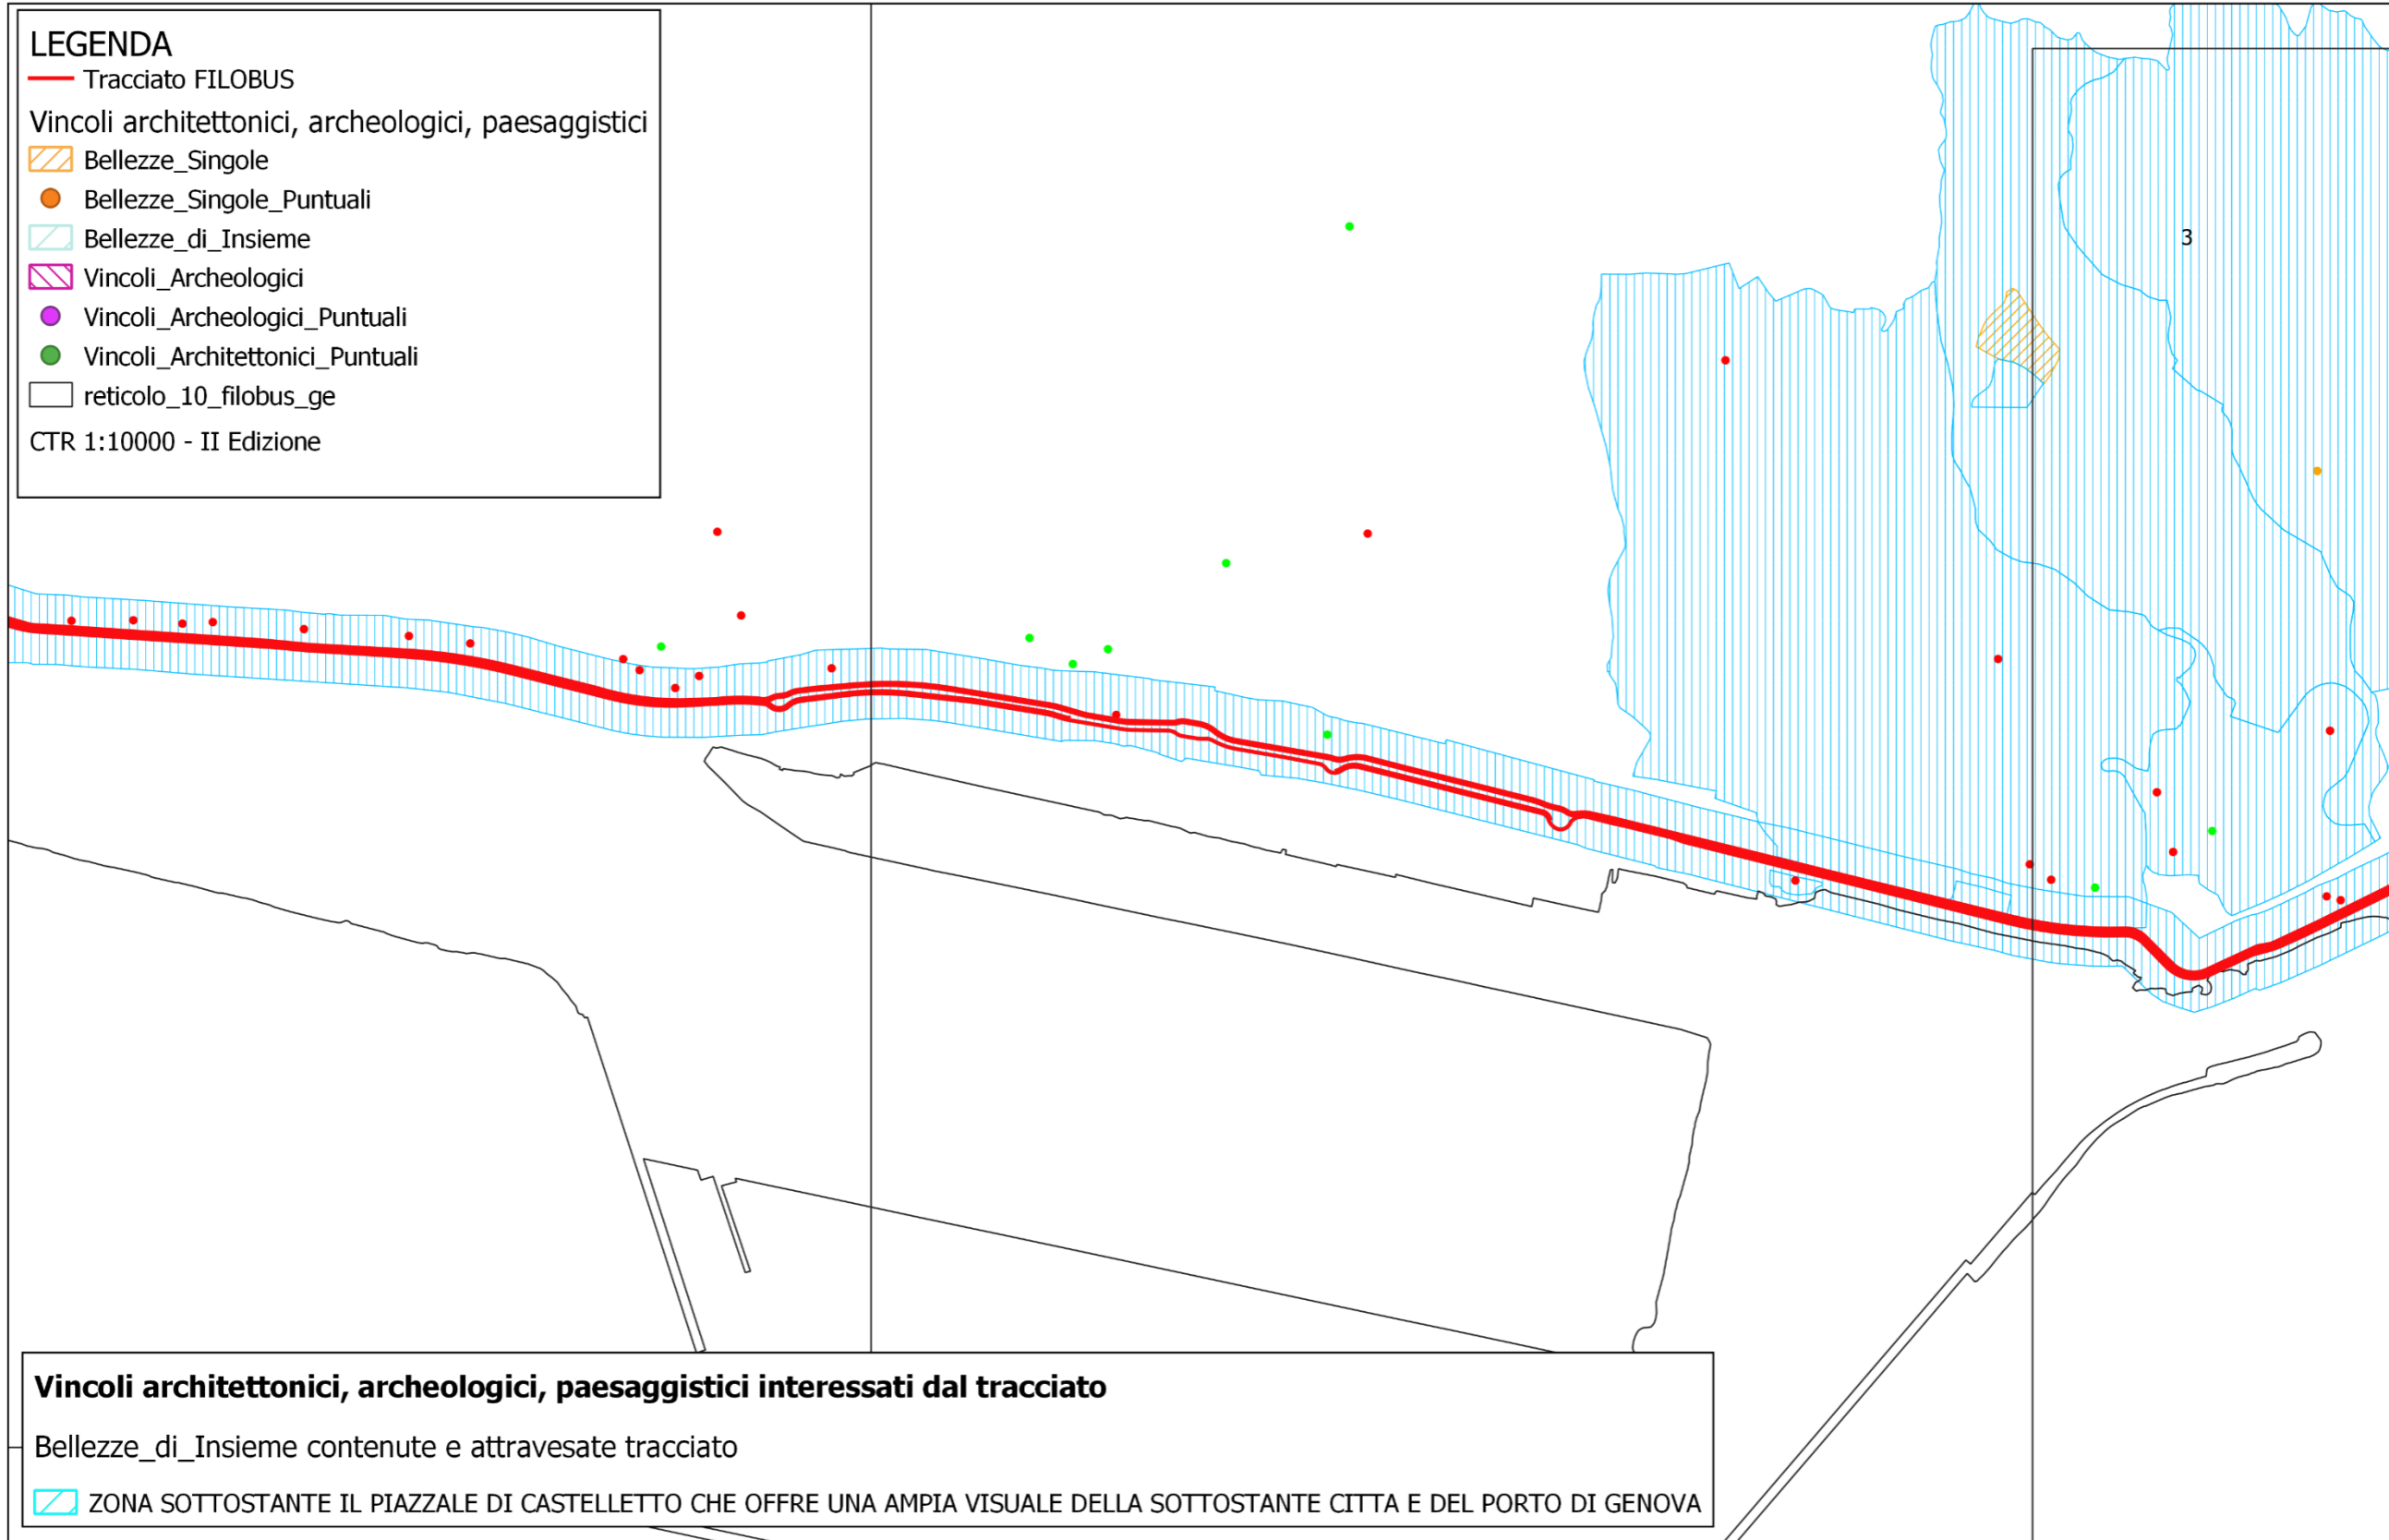 LEGENDA
Tracciato FILOBUS
Vincoli architettonici, archeologici, paesaggistici
Bellezze_Singole
Bellezze_Singole_Puntuali
Bellezze_di_Insieme
Vincoli_Archeologici
Vincoli_Archeologici_Puntuali
Vincoli_Architettonici_Puntuali
reticolo_10_filobus_ge
CTR 1:10000 - II Edizione
3
Vincoli architettonici, archeologici, paesaggistici interessati dal tracciato
Bellezze_di_Insieme contenute e attravesate tracciato
ZONA SOTTOSTANTE IL PIAZZALE DI CASTELLETTO CHE OFFRE UNA AMPIA VISUALE DELLA SOTTOSTANTE CITTA E DEL PORTO DI GENOVA